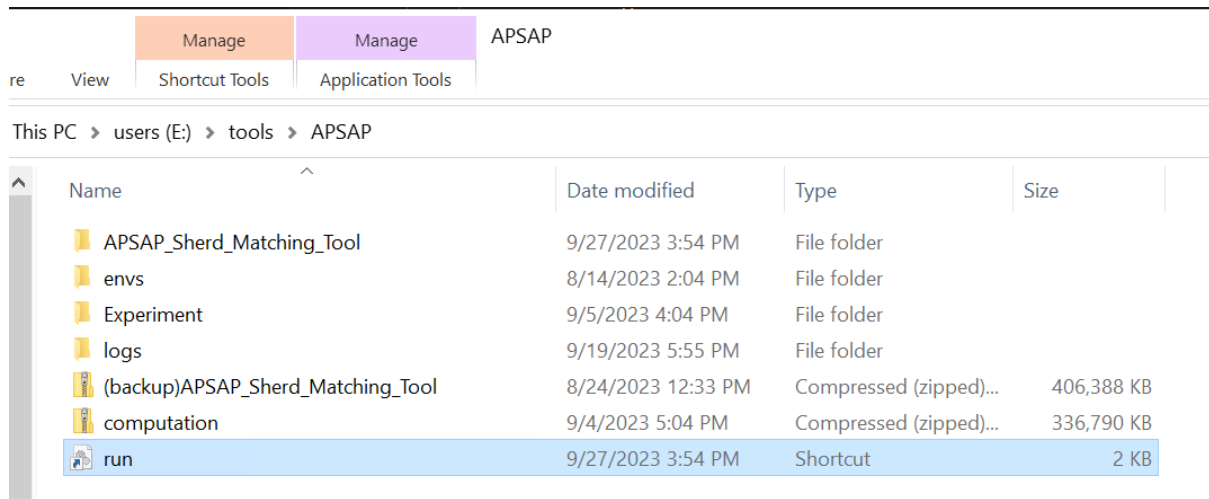 Manage Manage APSAP
re View Shortcut Tools Application Tools
This PC > users (E:) > tools > APSAP
Name Date modified Type Size
APSAP_Sherd_Matching_Tool 9/27/2023 3:54 PM File folder
envs 8/14/2023 2:04 PM File folder
Experiment 9/5/2023 4:04 PM File folder
logs 9/19/2023 5:55 PM File folder
(backup)APSAP_Sherd_Matching_Tool 8/24/2023 12:33 PM Compressed (zipped)... 406,388 KB
computation 9/4/2023 5:04 PM Compressed (zipped)... 336,790 KB
run 9/27/2023 3:54 PM Shortcut 2 KB